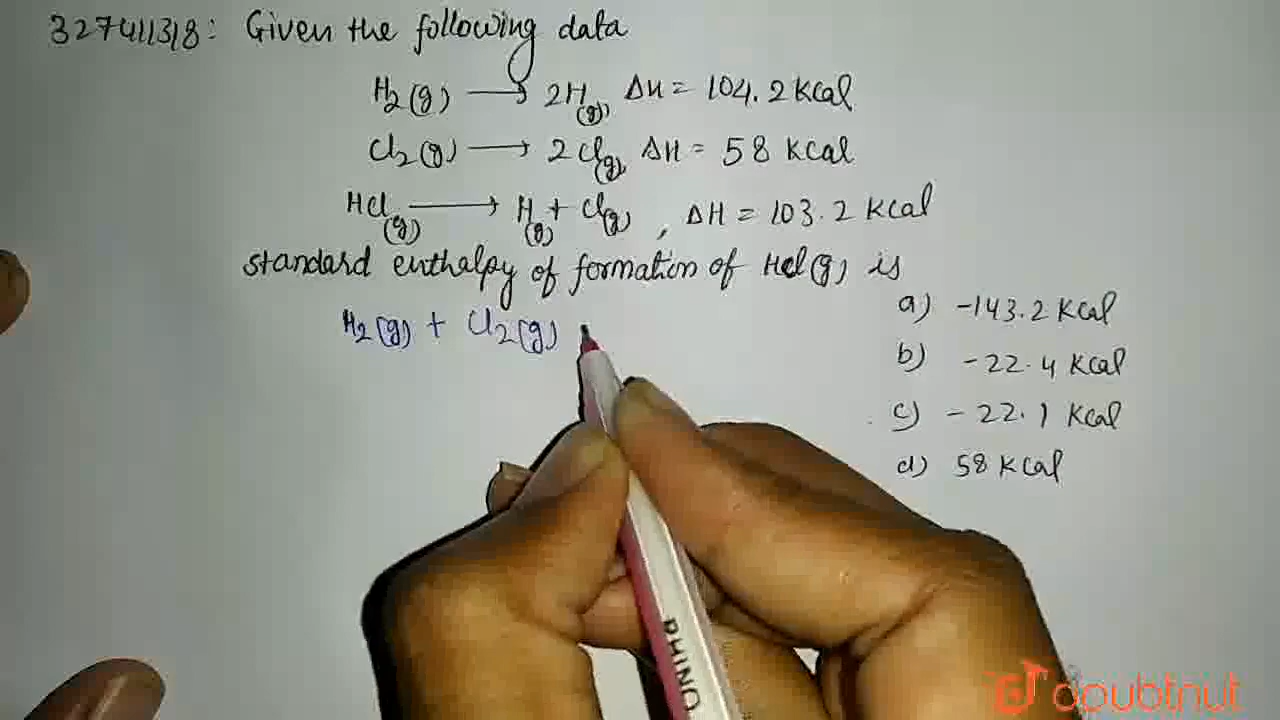 327411318: Given the following data
H2(g) → 2H(g) ΔH = 104.2 Kcal
Cl2(g) → 2Cl(g) ΔH = 58 Kcal
HCl(g) → H(g) + Cl(g), ΔH = 103.2 Kcal
standard enthalpy of formation of HCl(g) is
a) -143.2 Kcal
b) -22.4 Kcal
c) -22.1 Kcal
d) 58 Kcal
H2(g) + Cl2(g)
RHINO
doubtnut